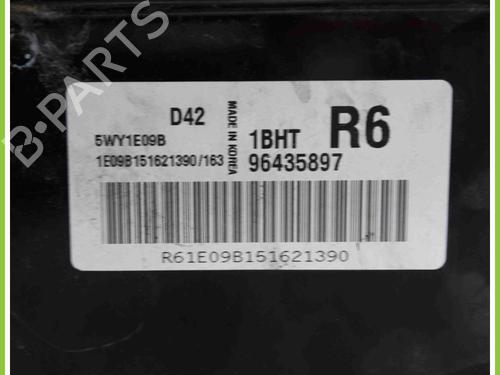 B-PARTS
D42
MADE IN KOREA
1BHT R6
5WY1E09B
1E09B151621390/163
96435897
R61E09B151621390